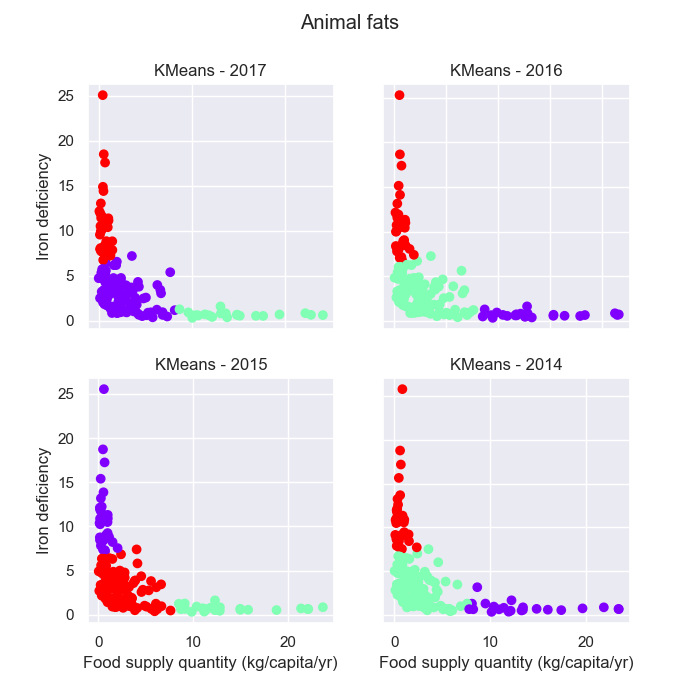 Animal fats
KMeans - 2017
KMeans - 2016
25
20
15
10
5
0
Iron deficiency
KMeans - 2015
KMeans - 2014
25
20
15
10
5
0
Iron deficiency
0
10
20
0
10
20
Food supply quantity (kg/capita/yr)
Food supply quantity (kg/capita/yr)